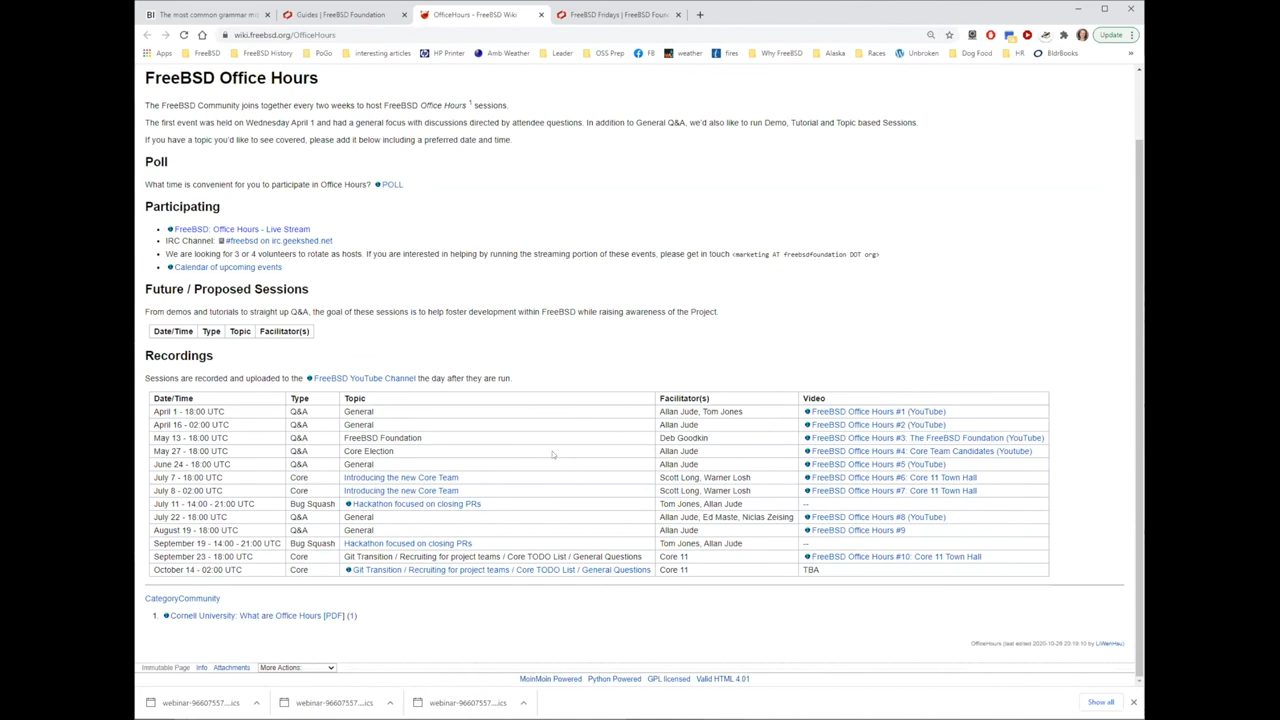 The most common grammar mi
Guides | FreeBSD Foundation
OfficeHours - FreeBSD Wiki
FreeBSD Fridays | FreeBSD Foun
wiki.freebsd.org/OfficeHours
Update
Apps FreeBSD FreeBSD History PoGo interesting articles HP Printer Amb Weather Leader OSS Prep FB weather fires Why FreeBSD Alaska Races Unbroken Dog Food HR BldrBooks
FreeBSD Office Hours
The FreeBSD Community joins together every two weeks to host FreeBSD Office Hours 1 sessions.
The first event was held on Wednesday April 1 and had a general focus with discussions directed by attendee questions. In addition to General Q&A, we'd also like to run Demo, Tutorial and Topic based Sessions.
If you have a topic you'd like to see covered, please add it below including a preferred date and time.
Poll
What time is convenient for you to participate in Office Hours? POLL
Participating
FreeBSD: Office Hours - Live Stream
IRC Channel: #freebsd on irc.geekshed.net
We are looking for 3 or 4 volunteers to rotate as hosts. If you are interested in helping by running the streaming portion of these events, please get in touch <marketing AT freebsdfoundation DOT org>
Calendar of upcoming events
Future / Proposed Sessions
From demos and tutorials to straight up Q&A, the goal of these sessions is to help foster development within FreeBSD while raising awareness of the Project.
Date/Time Type Topic Facilitator(s)
Recordings
Sessions are recorded and uploaded to the FreeBSD YouTube Channel the day after they are run.
Date/Time Type Topic Facilitator(s) Video
April 1 - 18:00 UTC Q&A General Allan Jude, Tom Jones FreeBSD Office Hours #1 (YouTube)
April 16 - 02:00 UTC Q&A General Allan Jude FreeBSD Office Hours #2 (YouTube)
May 13 - 18:00 UTC Q&A FreeBSD Foundation Deb Goodkin FreeBSD Office Hours #3: The FreeBSD Foundation (YouTube)
May 27 - 18:00 UTC Q&A Core Election Allan Jude FreeBSD Office Hours #4: Core Team Candidates (Youtube)
June 24 - 18:00 UTC Q&A General Allan Jude FreeBSD Office Hours #5 (YouTube)
July 7 - 18:00 UTC Core Introducing the new Core Team Scott Long, Warner Losh FreeBSD Office Hours #6: Core 11 Town Hall
July 8 - 02:00 UTC Core Introducing the new Core Team Scott Long, Warner Losh FreeBSD Office Hours #7: Core 11 Town Hall
July 11 - 14:00 - 21:00 UTC Bug Squash Hackathon focused on closing PRs Tom Jones, Allan Jude --
July 22 - 18:00 UTC Q&A General Allan Jude, Ed Maste, Niclas Zeising FreeBSD Office Hours #8 (YouTube)
August 19 - 18:00 UTC Q&A General Allan Jude FreeBSD Office Hours #9
September 19 - 14:00 - 21:00 UTC Bug Squash Hackathon focused on closing PRs Tom Jones, Allan Jude --
September 23 - 18:00 UTC Core Git Transition / Recruiting for project teams / Core TODO List / General Questions Core 11 FreeBSD Office Hours #10: Core 11 Town Hall
October 14 - 02:00 UTC Core Git Transition / Recruiting for project teams / Core TODO List / General Questions Core 11 TBA
CategoryCommunity
1. Cornell University: What are Office Hours [PDF] (1)
OfficeHours (last edited 2020-10-26 20:19:10 by LiWenHsu)
Immutable Page Info Attachments More Actions:
MoinMoin Powered Python Powered GPL licensed Valid HTML 4.01
webinar-96607557....ics webinar-96607557....ics webinar-96607557....ics Show all